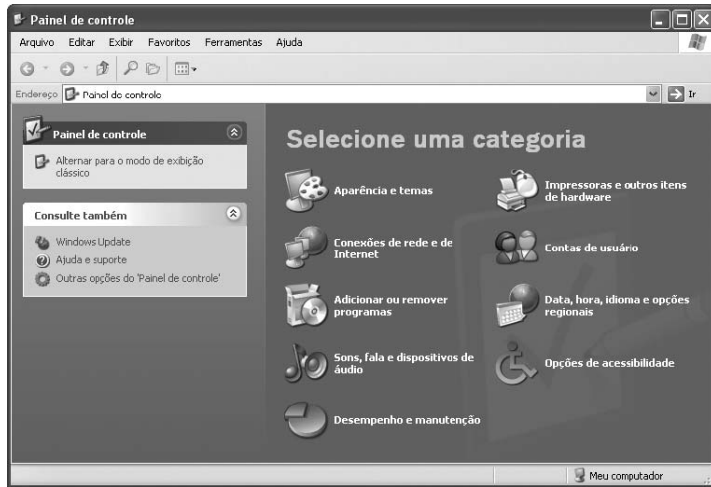 Painel de controle
Arquivo Editar Exibir Favoritos Ferramentas Ajuda
Endereço Painel de controle Ir
Painel de controle
Alternar para o modo de exibição
clássico
Consulte também
Windows Update
Ajuda e suporte
Outras opções do 'Painel de controle'
Selecione uma categoria
Aparência e temas
Impressoras e outros itens
de hardware
Conexões de rede e de
Internet
Contas de usuário
Adicionar ou remover
programas
Data, hora, idioma e opções
regionais
Sons, fala e dispositivos de
áudio
Opções de acessibilidade
Desempenho e manutenção
Meu computador